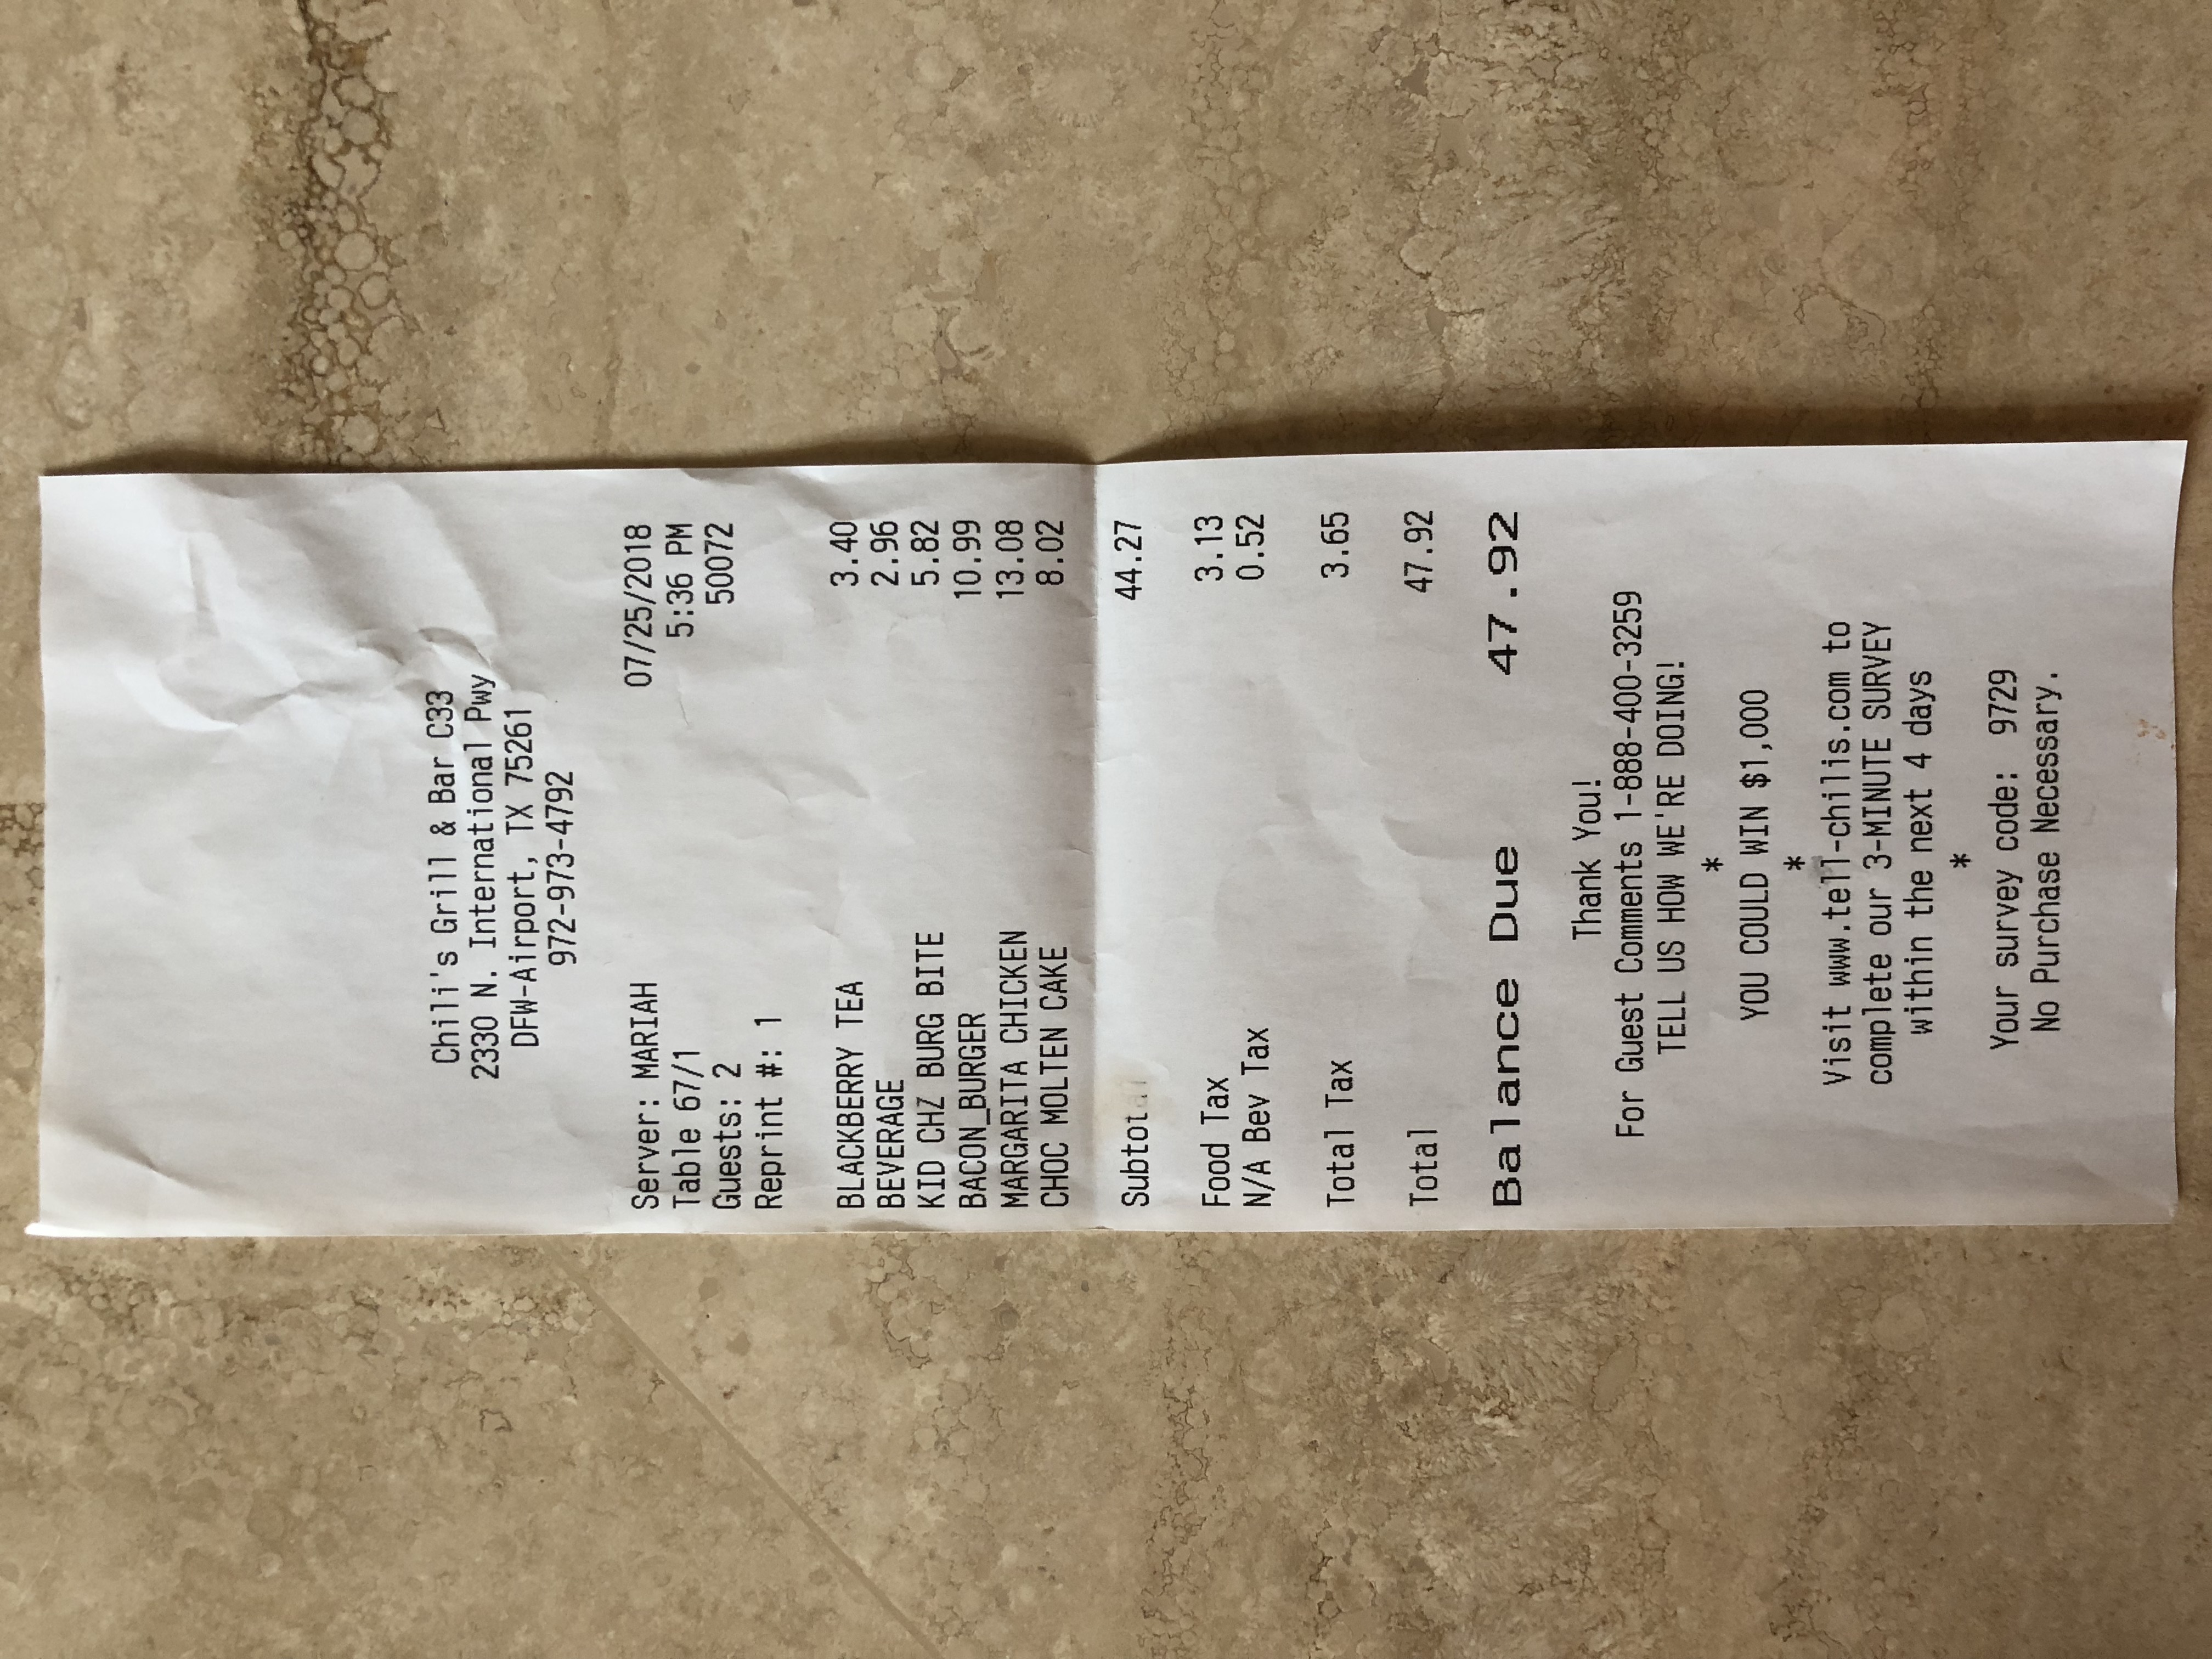 Chili's Grill & Bar C33
2330 N. International Pwy
DFW-Airport, TX 75261
972-973-4792
Server: MARIAH 07/25/2018
Table 67/1 5:36 PM
Guests: 2 50072
Reprint #: 1
BLACKBERRY TEA 3.40
BEVERAGE 2.96
KID CHZ BURG BITE 5.82
BACON_BURGER 10.99
MARGARITA CHICKEN 13.08
CHOC MOLTEN CAKE 8.02
Subtotal 44.27
Food Tax 3.13
N/A Bev Tax 0.52
Total Tax 3.65
Total 47.92
Balance Due 47.92
Thank You!
For Guest Comments 1-888-400-3259
TELL US HOW WE'RE DOING!
*
YOU COULD WIN $1,000
*
Visit www.tell-chilis.com to
complete our 3-MINUTE SURVEY
within the next 4 days
*
Your survey code: 9729
No Purchase Necessary.